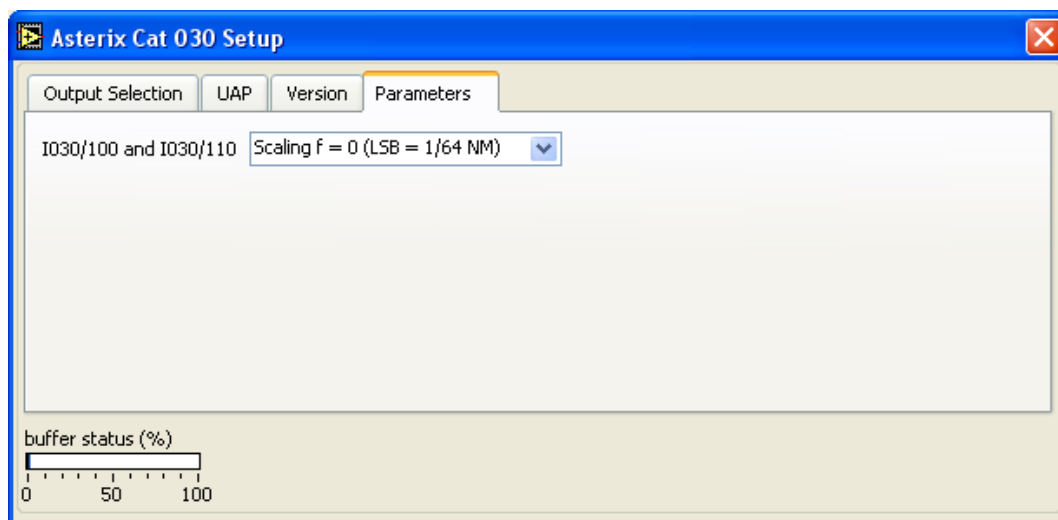 Asterix Cat 030 Setup
Output Selection UAP Version Parameters
I030/100 and I030/110 Scaling f = 0 (LSB = 1/64 NM)
buffer status (%)
0 50 100